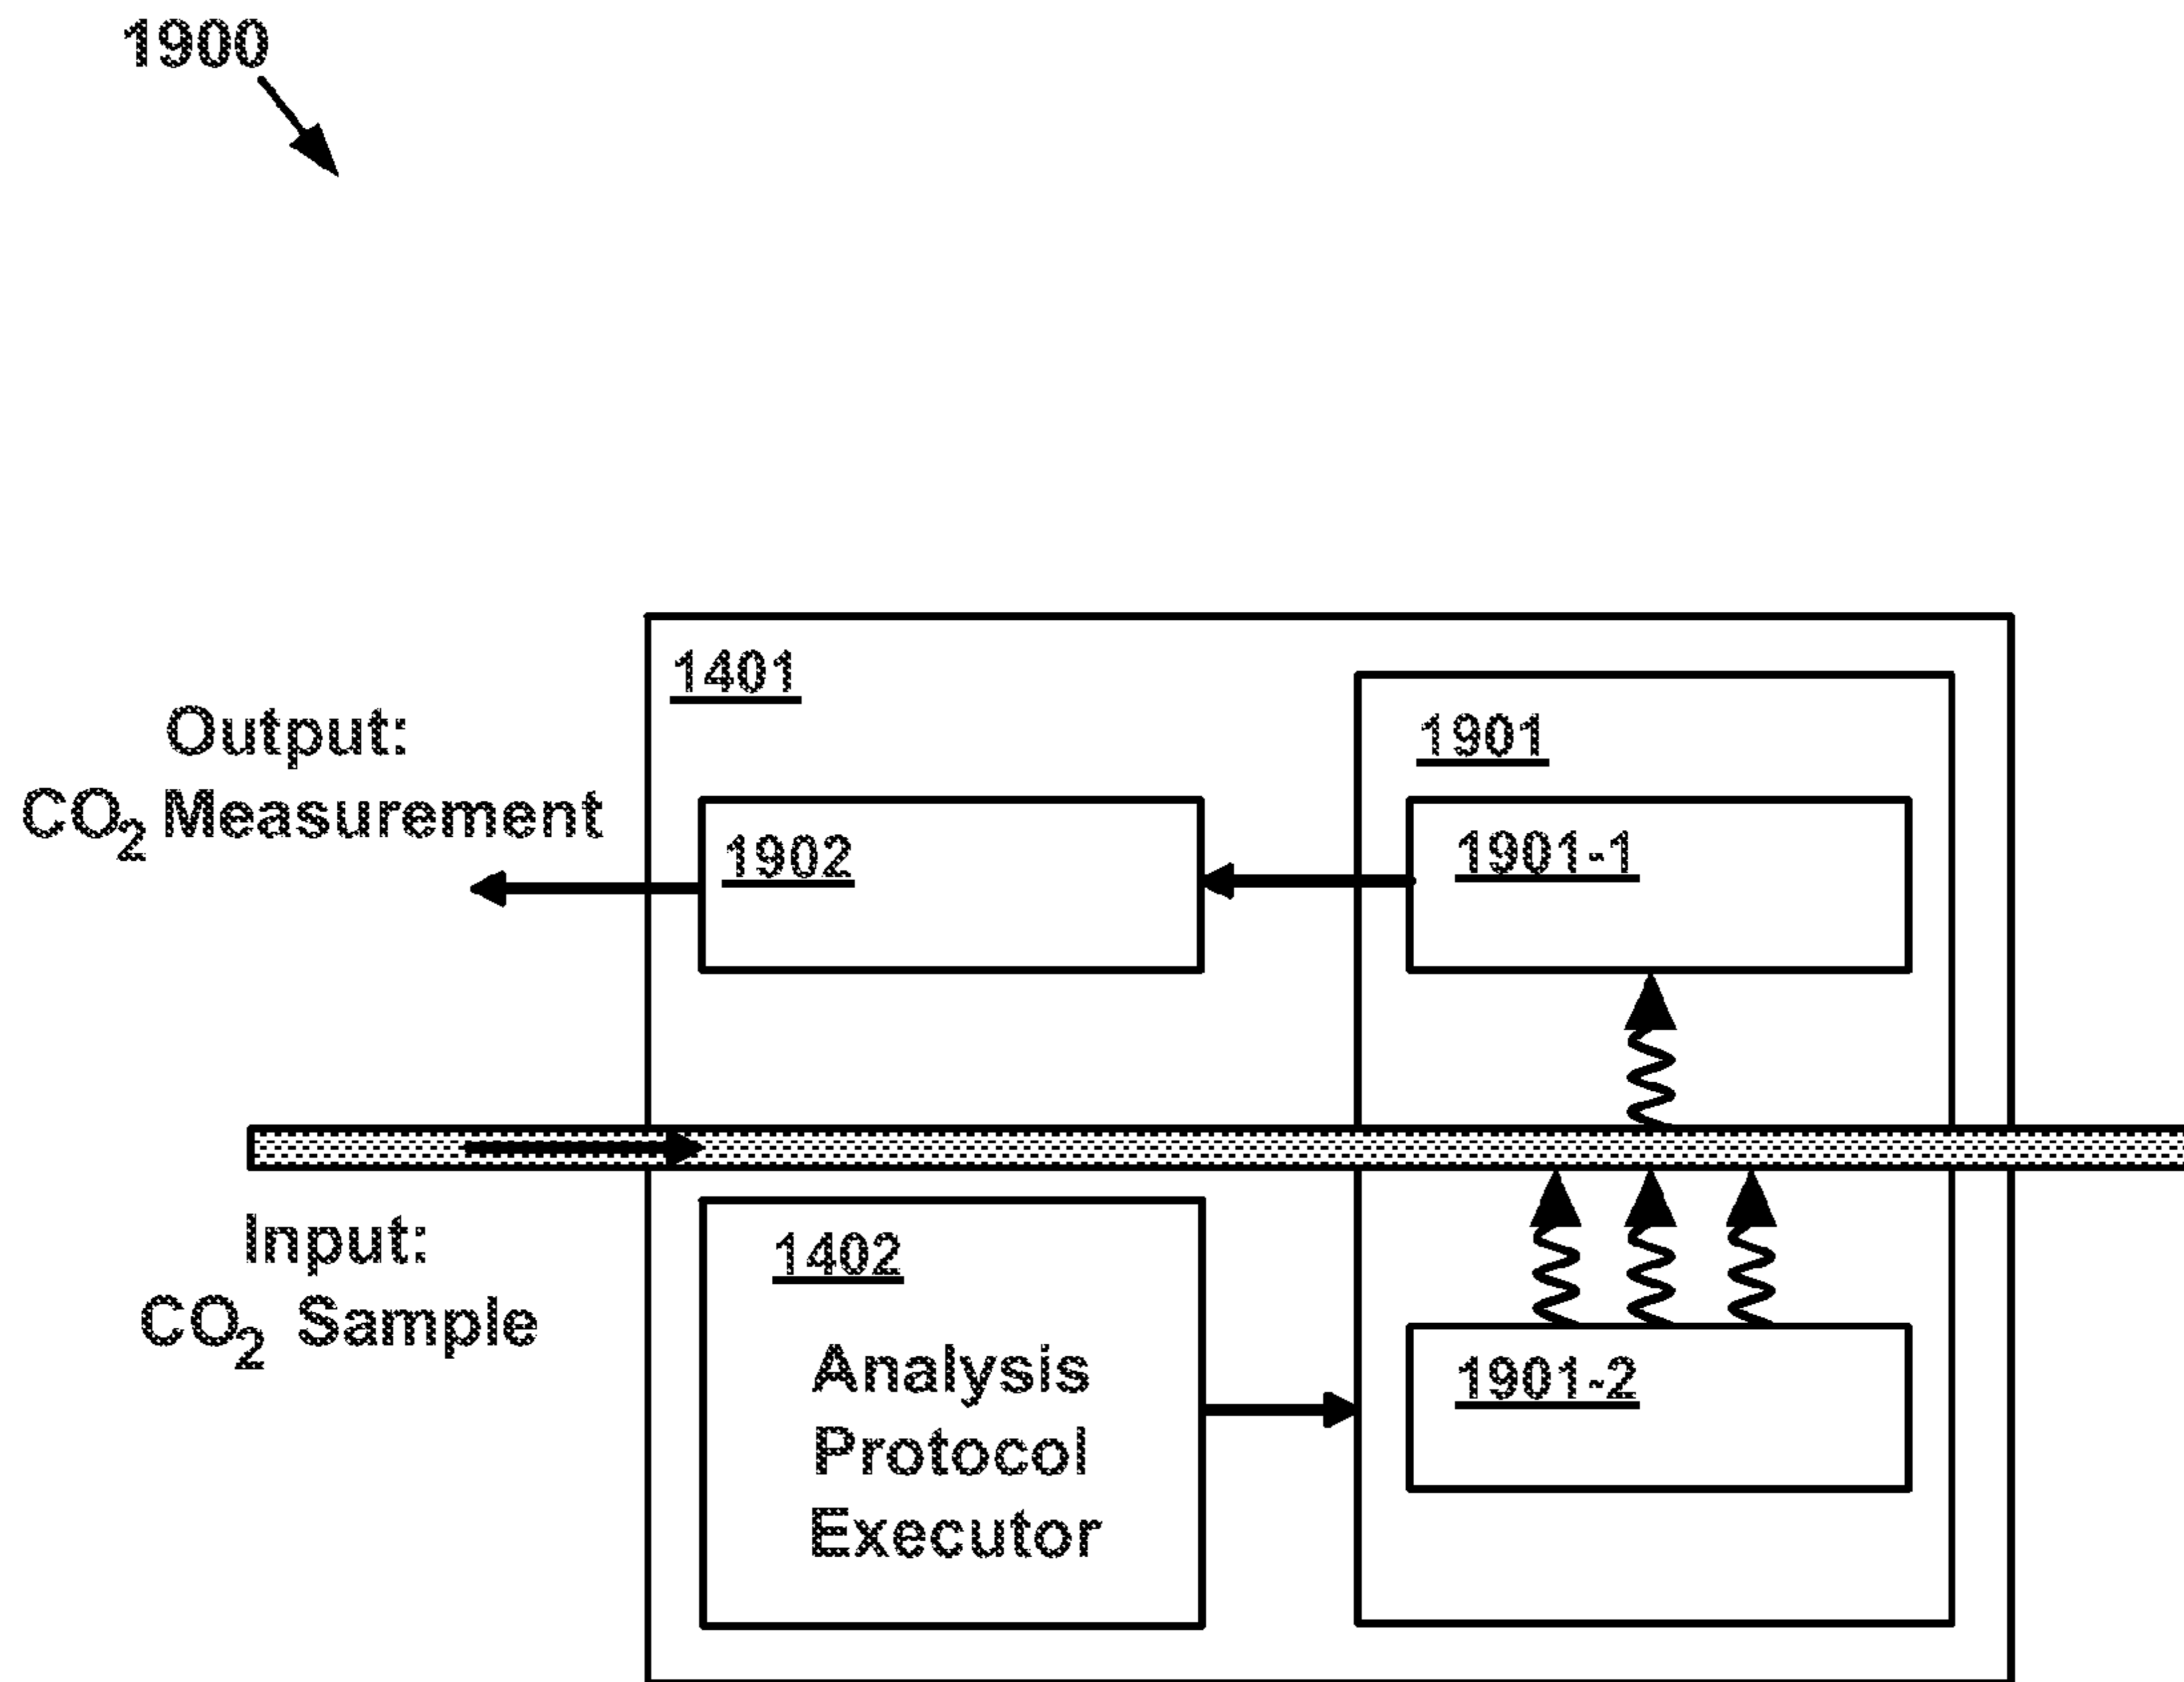 1900
1401
1901
Output:
CO₂ Measurement
1902
1901-1
Input:
CO₂ Sample
1402
Analysis
Protocol
Executor
1901-2